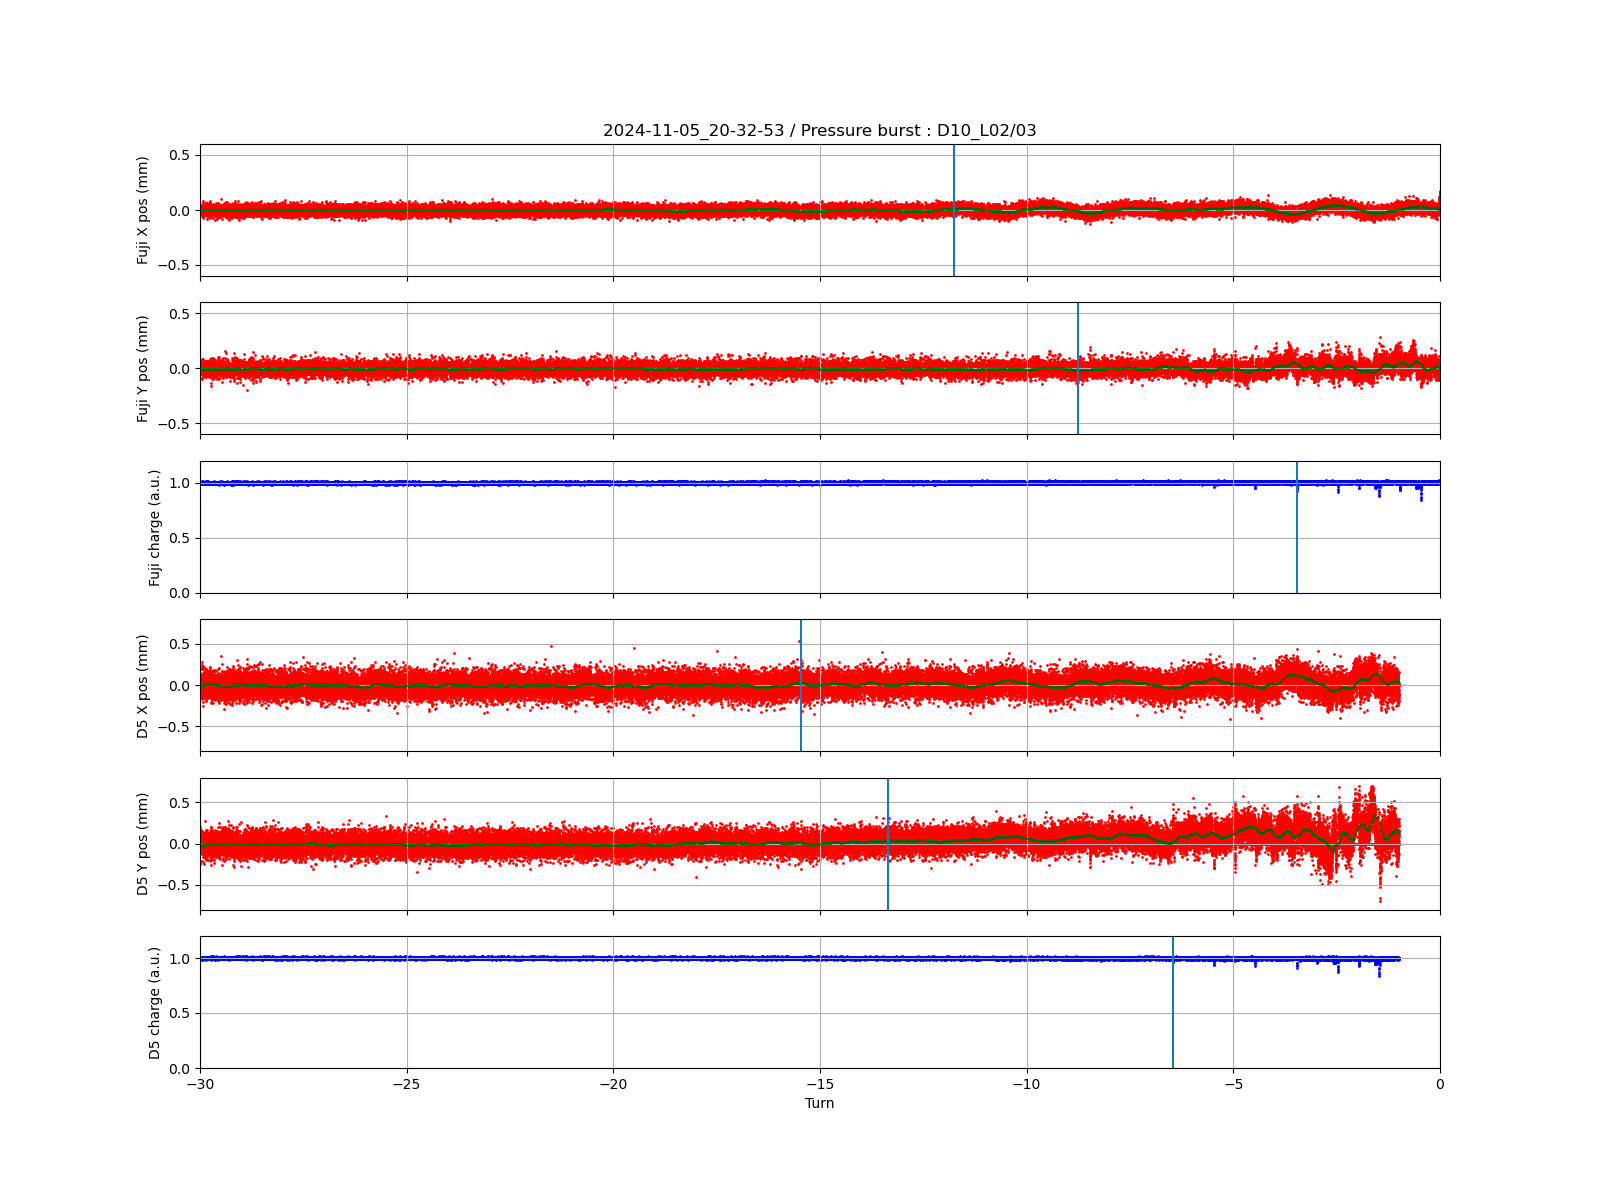 2024-11-05_20-32-53 / Pressure burst : D10_L02/03
Fuji X pos (mm)
0.5
0.0
−0.5
Fuji Y pos (mm)
0.5
0.0
−0.5
Fuji charge (a.u.)
1.0
0.5
0.0
D5 X pos (mm)
0.5
0.0
−0.5
D5 Y pos (mm)
0.5
0.0
−0.5
D5 charge (a.u.)
1.0
0.5
0.0
−30 −25 −20 −15 −10 −5 0
Turn